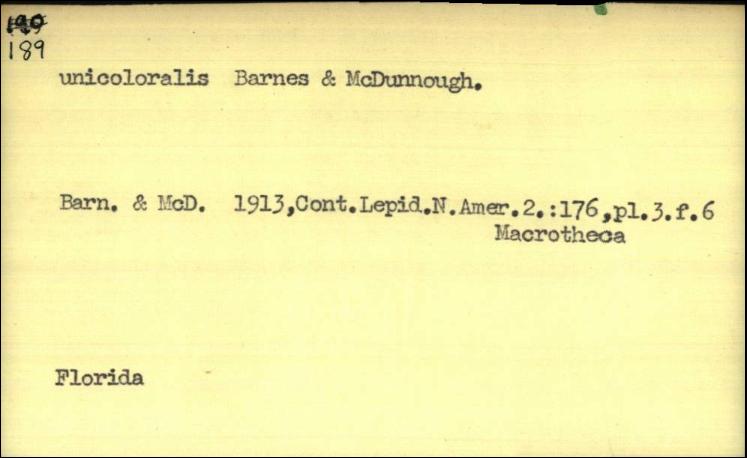 190
189
unicoloralis Barnes & McDunnough.
Barn. & McD. 1913,Cont.Lepid.N.Amer.2.:176,pl.3.f.6
Macrotheca
Florida